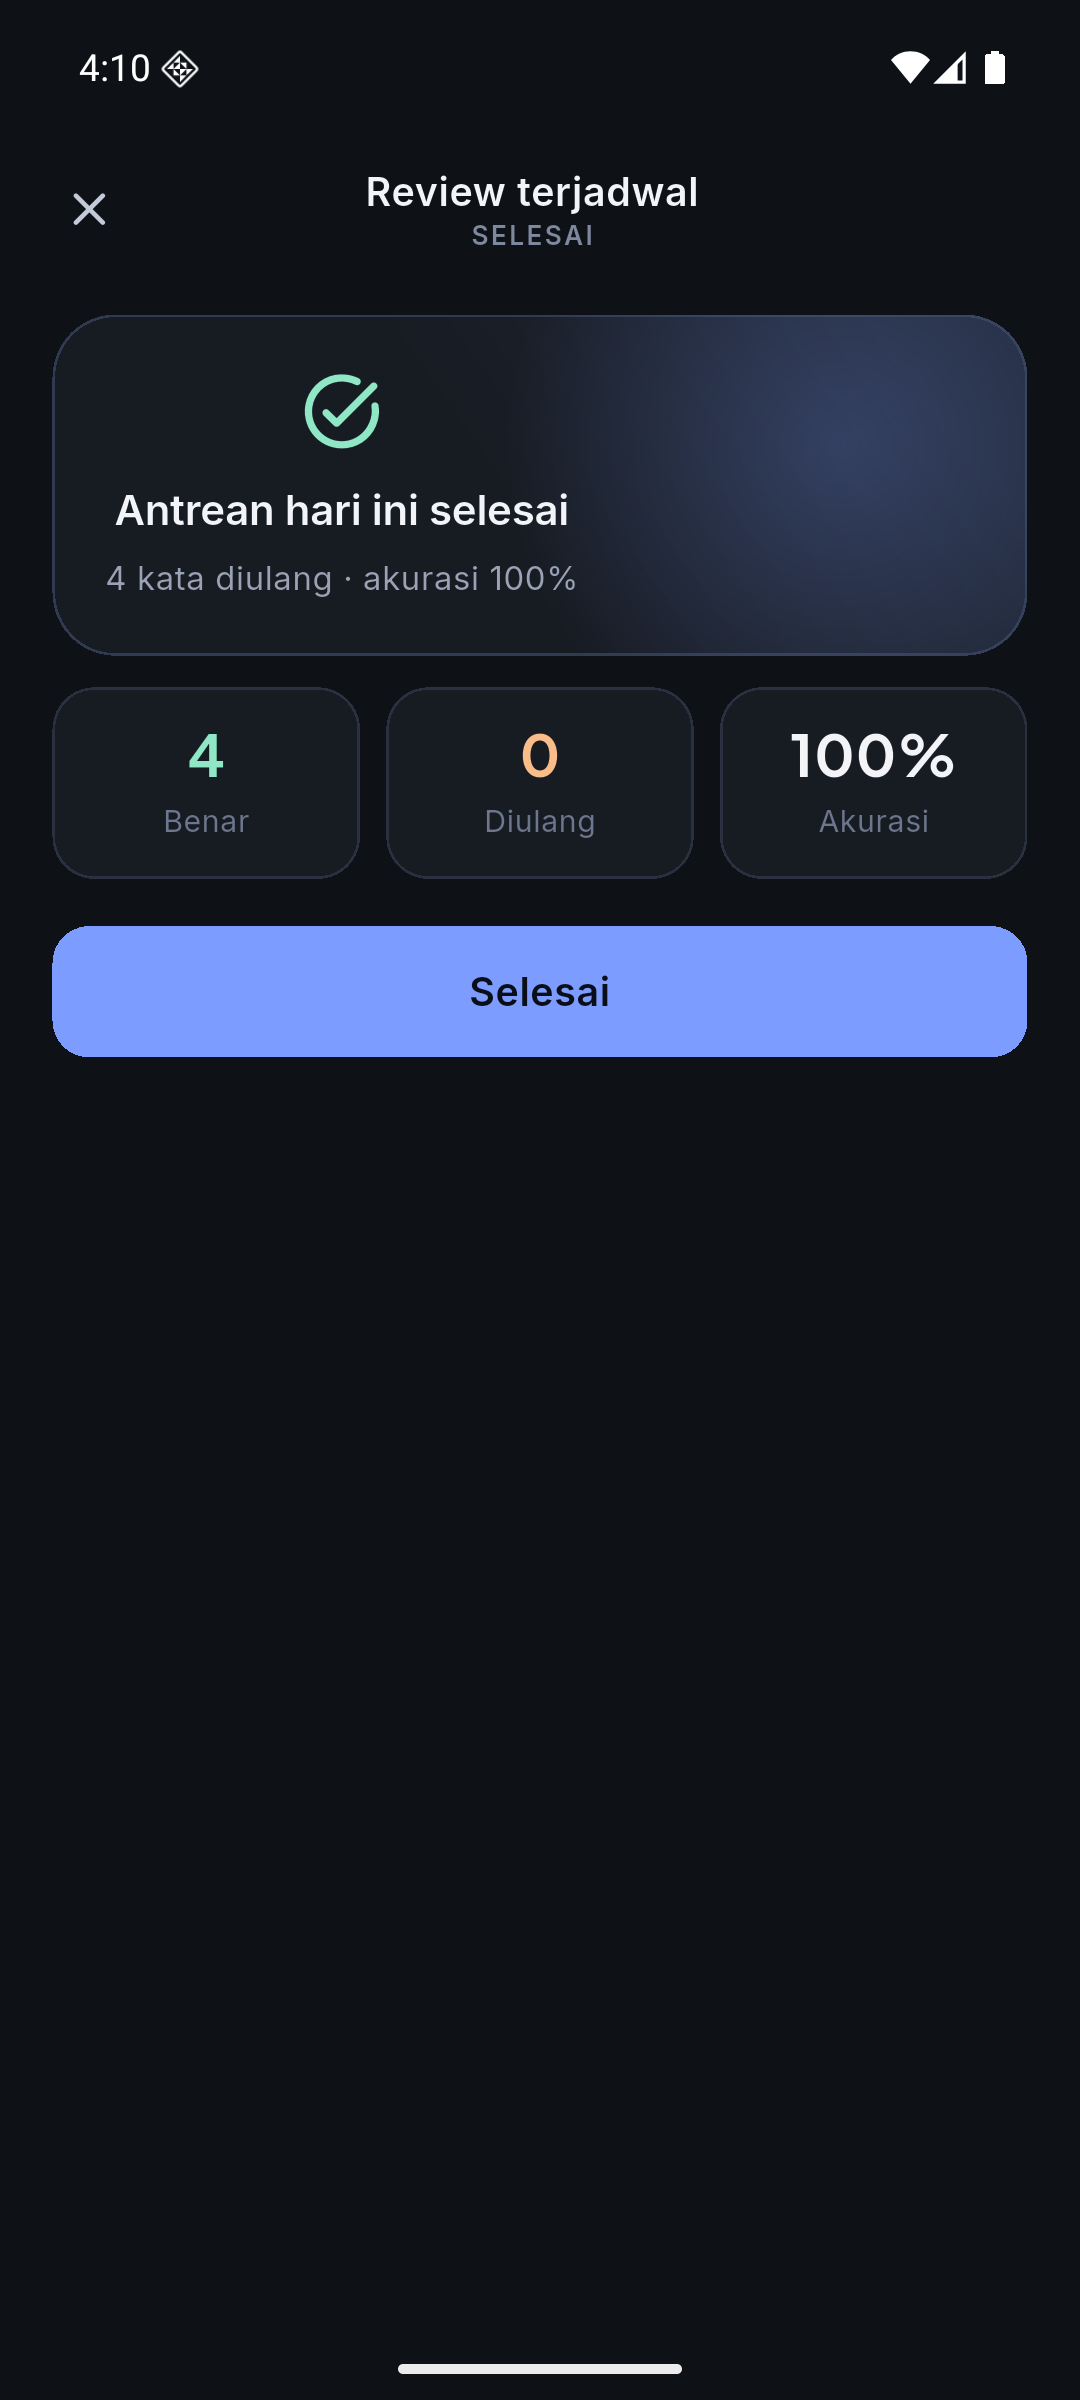 4:10
Review terjadwal
SELESAI
Antrean hari ini selesai
4 kata diulang · akurasi 100%
4
Benar
0
Diulang
100%
Akurasi
Selesai